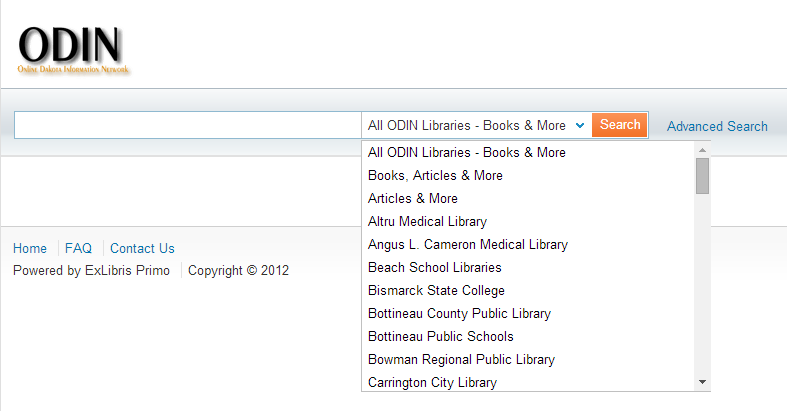 ODIN
Online Dakota Information Network
All ODIN Libraries - Books & More
Search
Advanced Search
All ODIN Libraries - Books & More
Books, Articles & More
Articles & More
Altru Medical Library
Angus L. Cameron Medical Library
Beach School Libraries
Bismarck State College
Bottineau County Public Library
Bottineau Public Schools
Bowman Regional Public Library
Carrington City Library
Home FAQ Contact Us
Powered by ExLibris Primo Copyright © 2012